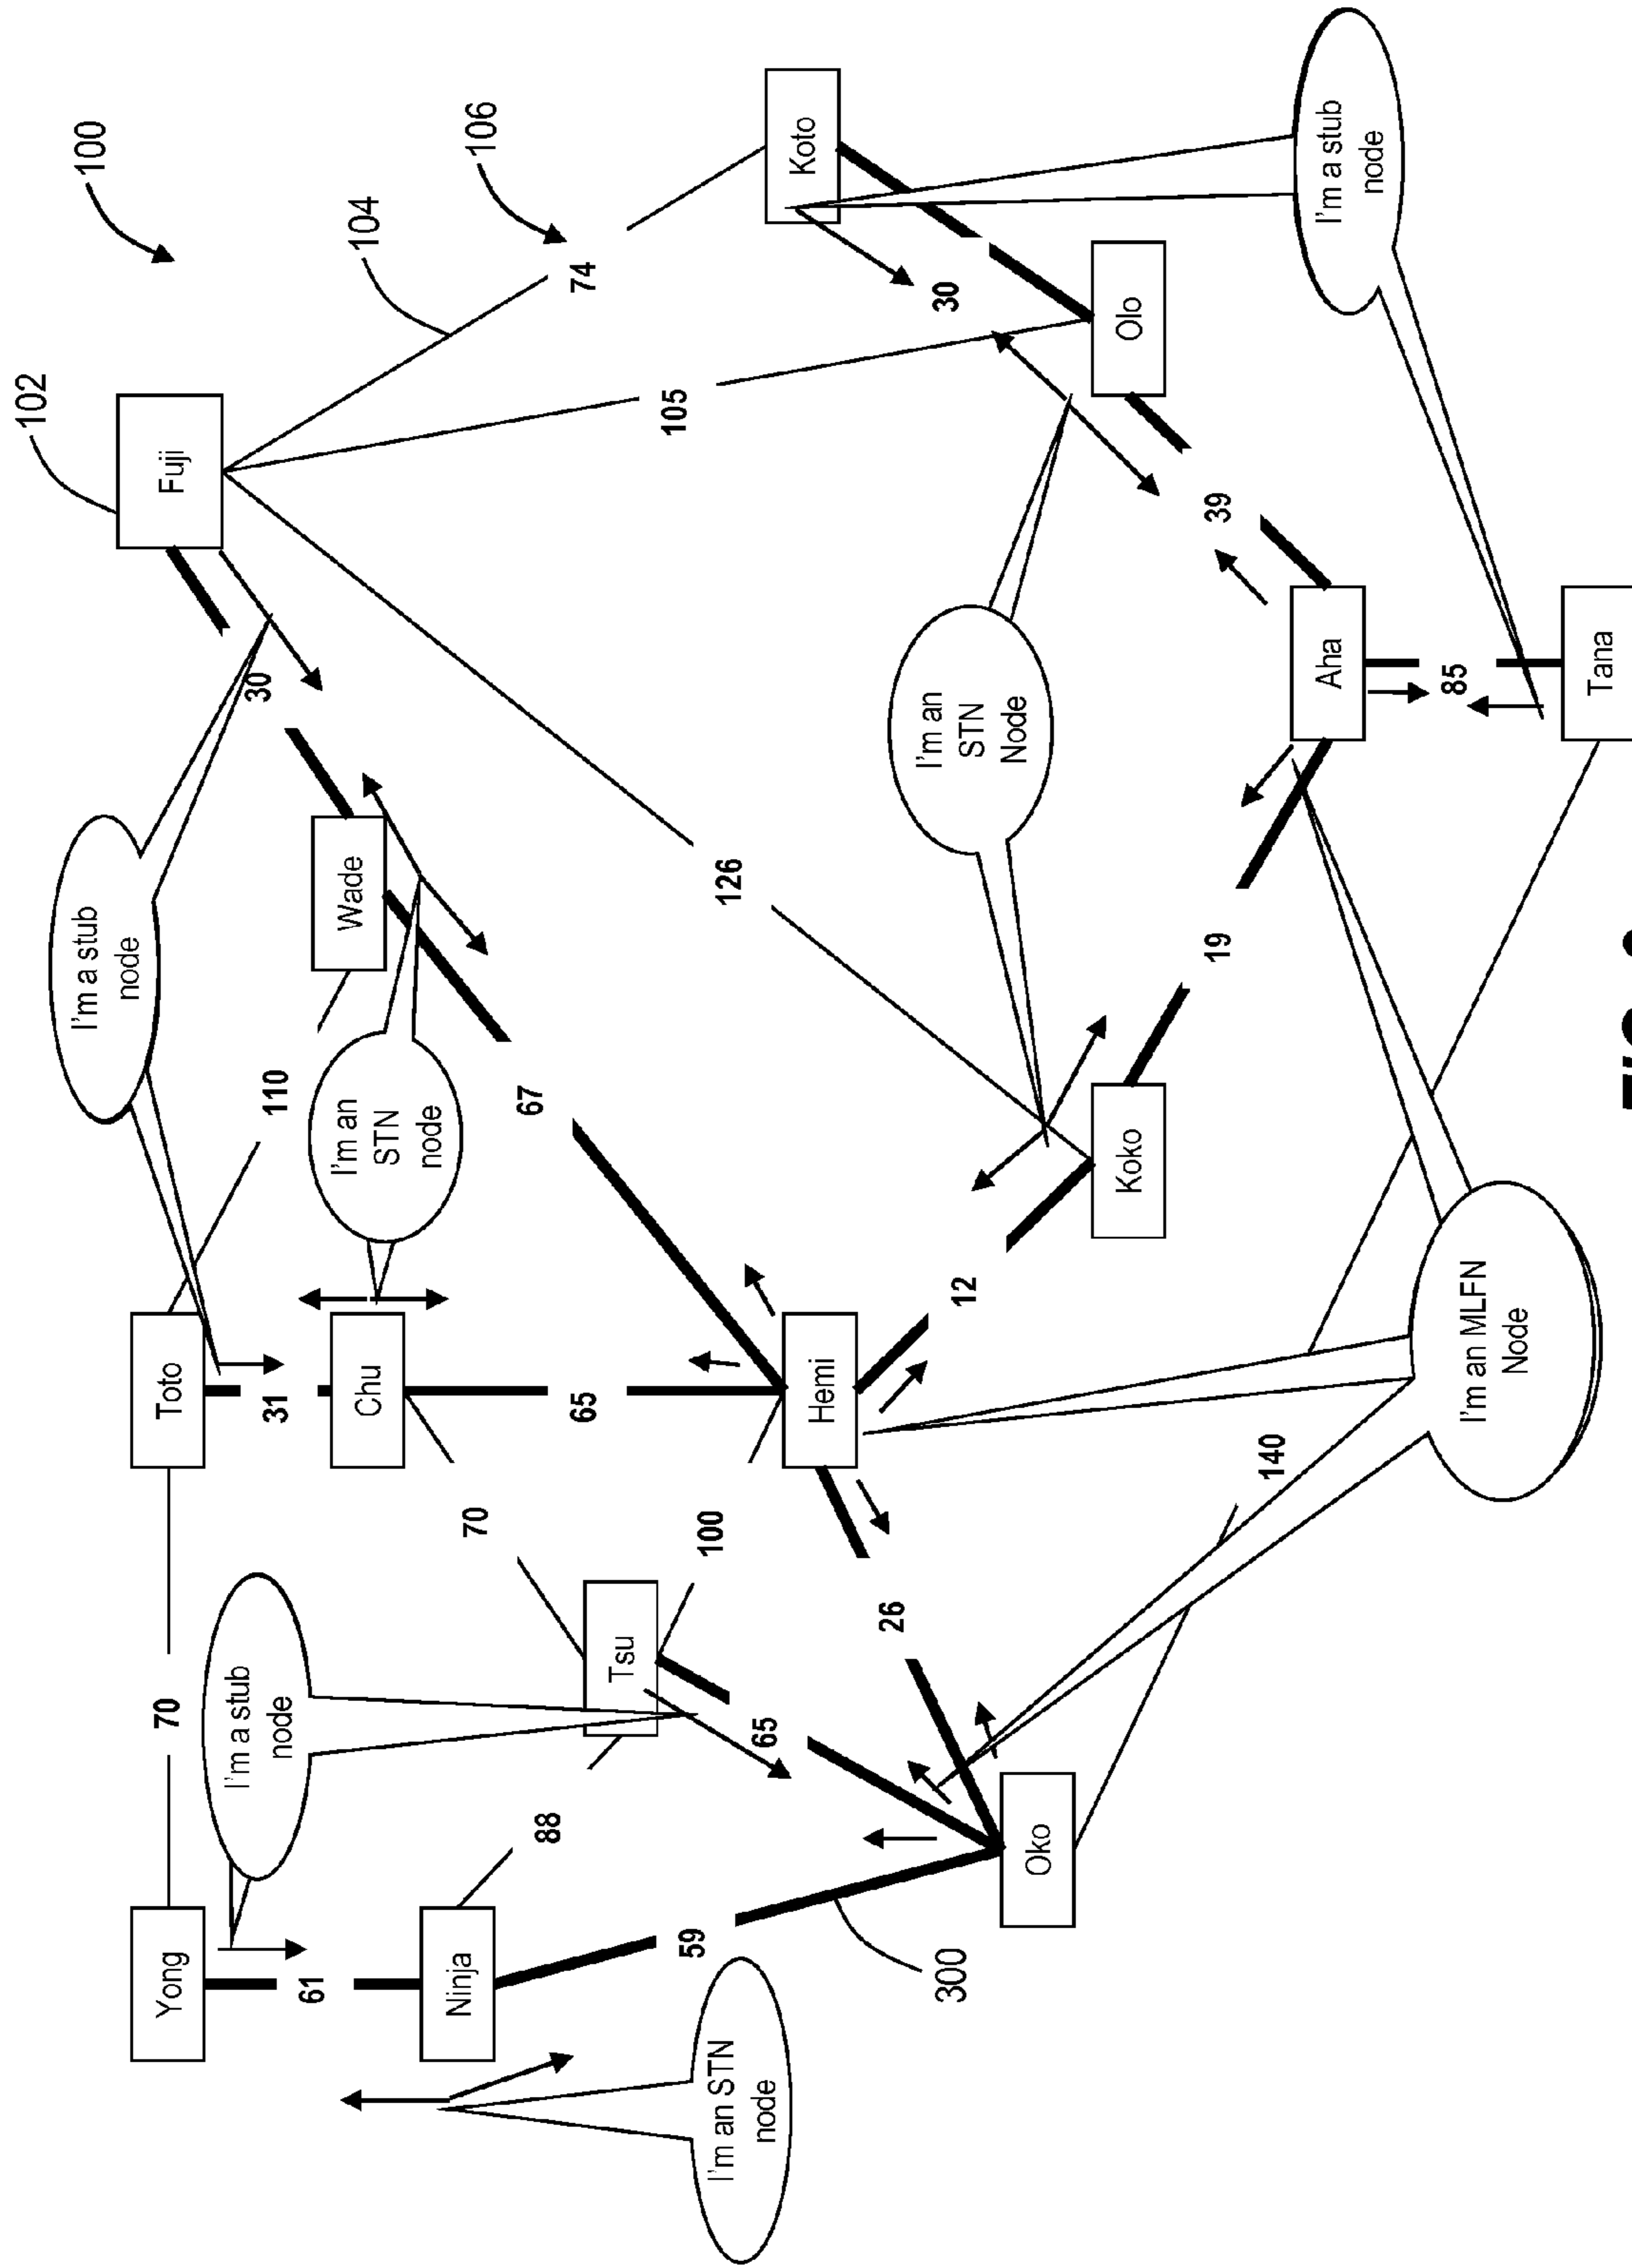 102
100
I'm a stub
node
Yong
70
Toto
Fuji
I'm a stub
node
61
31
110
30
104
Chu
I'm an
STN
node
Wade
Ninja
70
106
67
88
65
74
Tsu
105
59
100
126
I'm an STN
node
65
Hemi
Koto
26
I'm an
STN
Node
300
12
30
Oko
Koko
Olo
19
39
140
Aha
I'm a stub
node
85
I'm an MLFN
Node
Tana